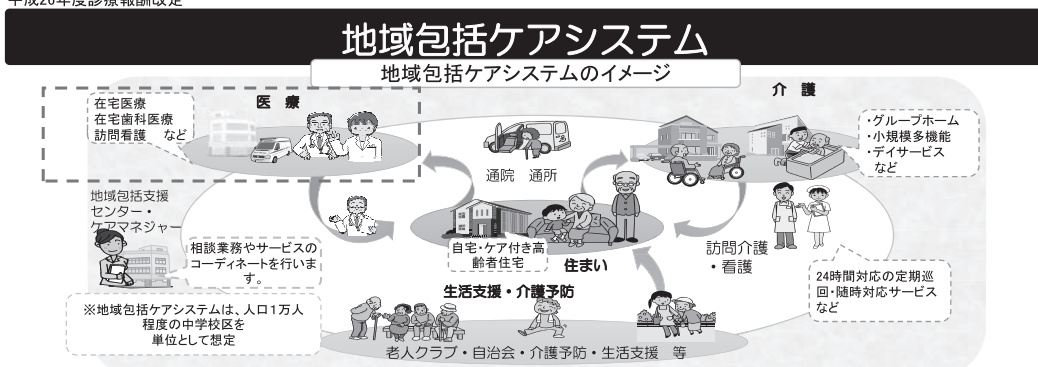 平成26年度診療報酬改定
地域包括ケアシステム
地域包括ケアシステムのイメージ
医 療
在宅医療
在宅歯科医療
訪問看護 など
介 護
・グループホーム
・小規模多機能
・デイサービス
など
通院 通所
地域包括支援
センター・
ケアマネジャー
相談業務やサービスの
コーディネートを行いま
す。
自宅・ケア付き高
齢者住宅
住まい
訪問介護
・看護
24時間対応の定期巡
回・随時対応サービス
など
生活支援・介護予防
※地域包括ケアシステムは、人口1万人
程度の中学校区を
単位として想定
老人クラブ・自治会・介護予防・生活支援 等